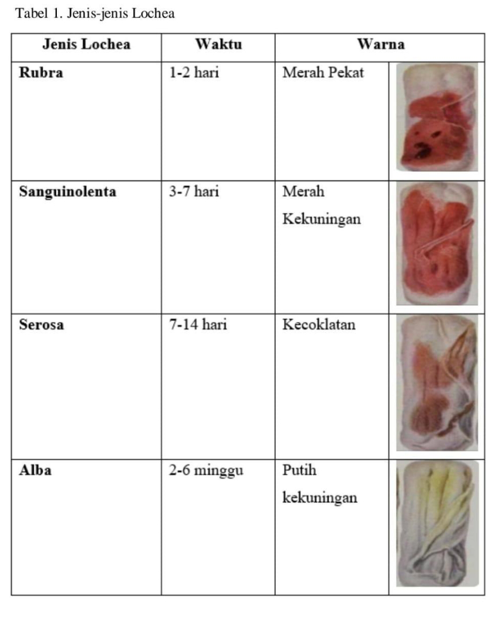 Tabel 1. Jenis-jenis Lochea
Jenis Lochea Waktu Warna
Rubra 1-2 hari Merah Pekat
Sanguinolenta 3-7 hari Merah
Kekuningan
Serosa 7-14 hari Kecoklatan
Alba 2-6 minggu Putih
kekuningan